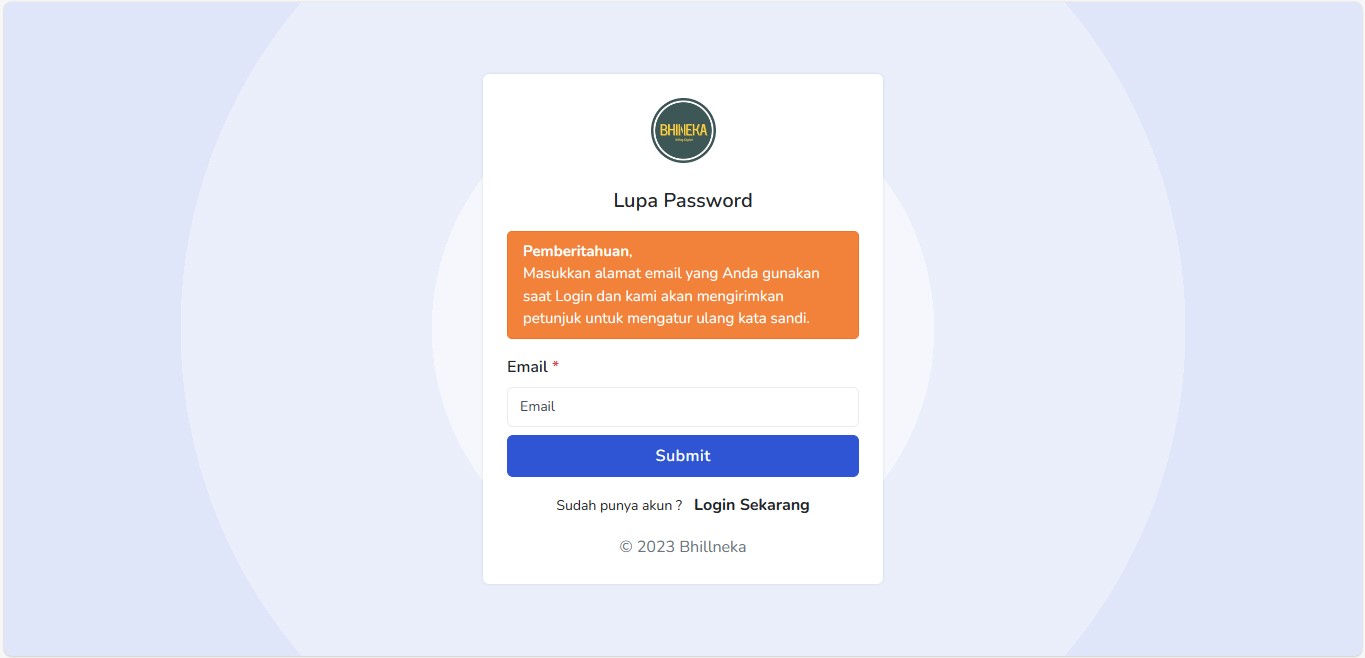 BHINEKA
Lupa Password
Pemberitahuan,
Masukkan alamat email yang Anda gunakan
saat Login dan kami akan mengirimkan
petunjuk untuk mengatur ulang kata sandi.
Email *
Email
Submit
Sudah punya akun ? Login Sekarang
© 2023 Bhillneka